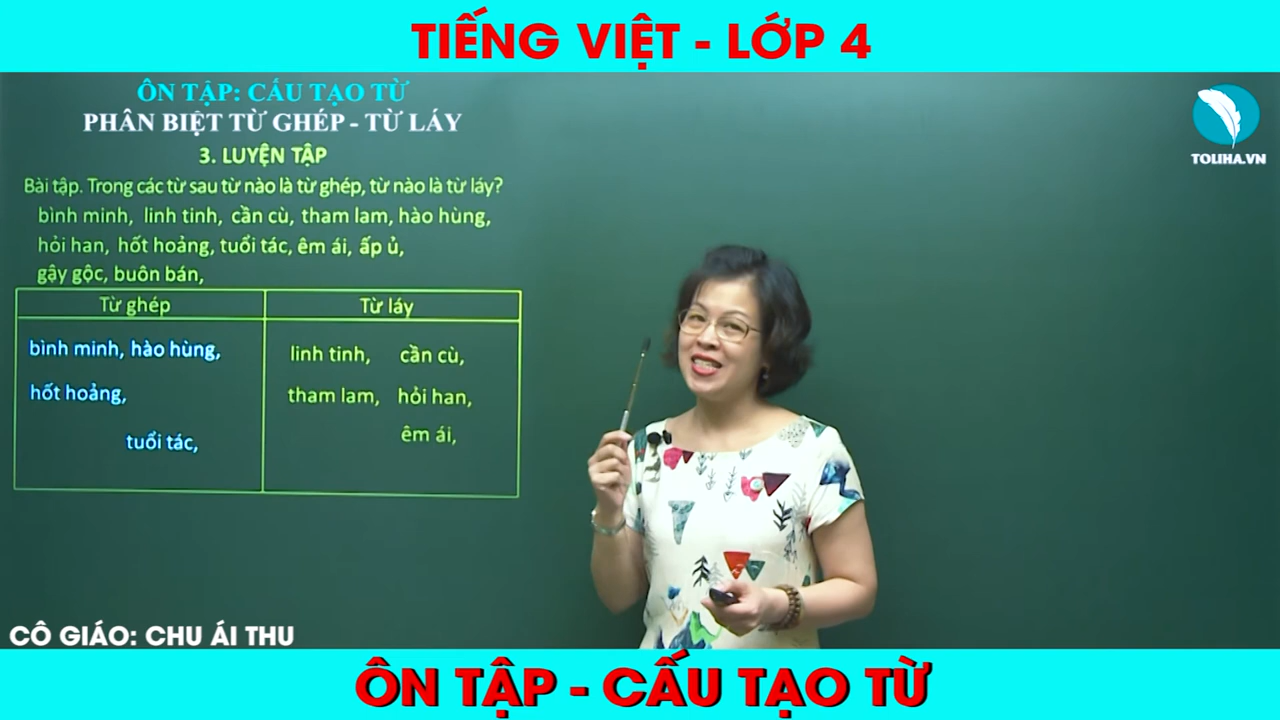 TIẾNG VIỆT - LỚP 4
ÔN TẬP: CẤU TẠO TỪ
PHÂN BIỆT TỪ GHÉP - TỪ LÁY
3. LUYỆN TẬP
Bài tập. Trong các từ sau từ nào là từ ghép, từ nào là từ láy?
bình minh, linh tinh, cần cù, tham lam, hào hùng,
hỏi han, hốt hoảng, tuổi tác, êm ái, ấp ủ,
gậy gộc, buôn bán,
Từ ghép
Từ láy
bình minh, hào hùng,
hốt hoảng,
tuổi tác,
linh tinh, cần cù,
tham lam, hỏi han,
êm ái,
TOLIHA.VN
CÔ GIÁO: CHU ÁI THU
ÔN TẬP - CẤU TẠO TỪ